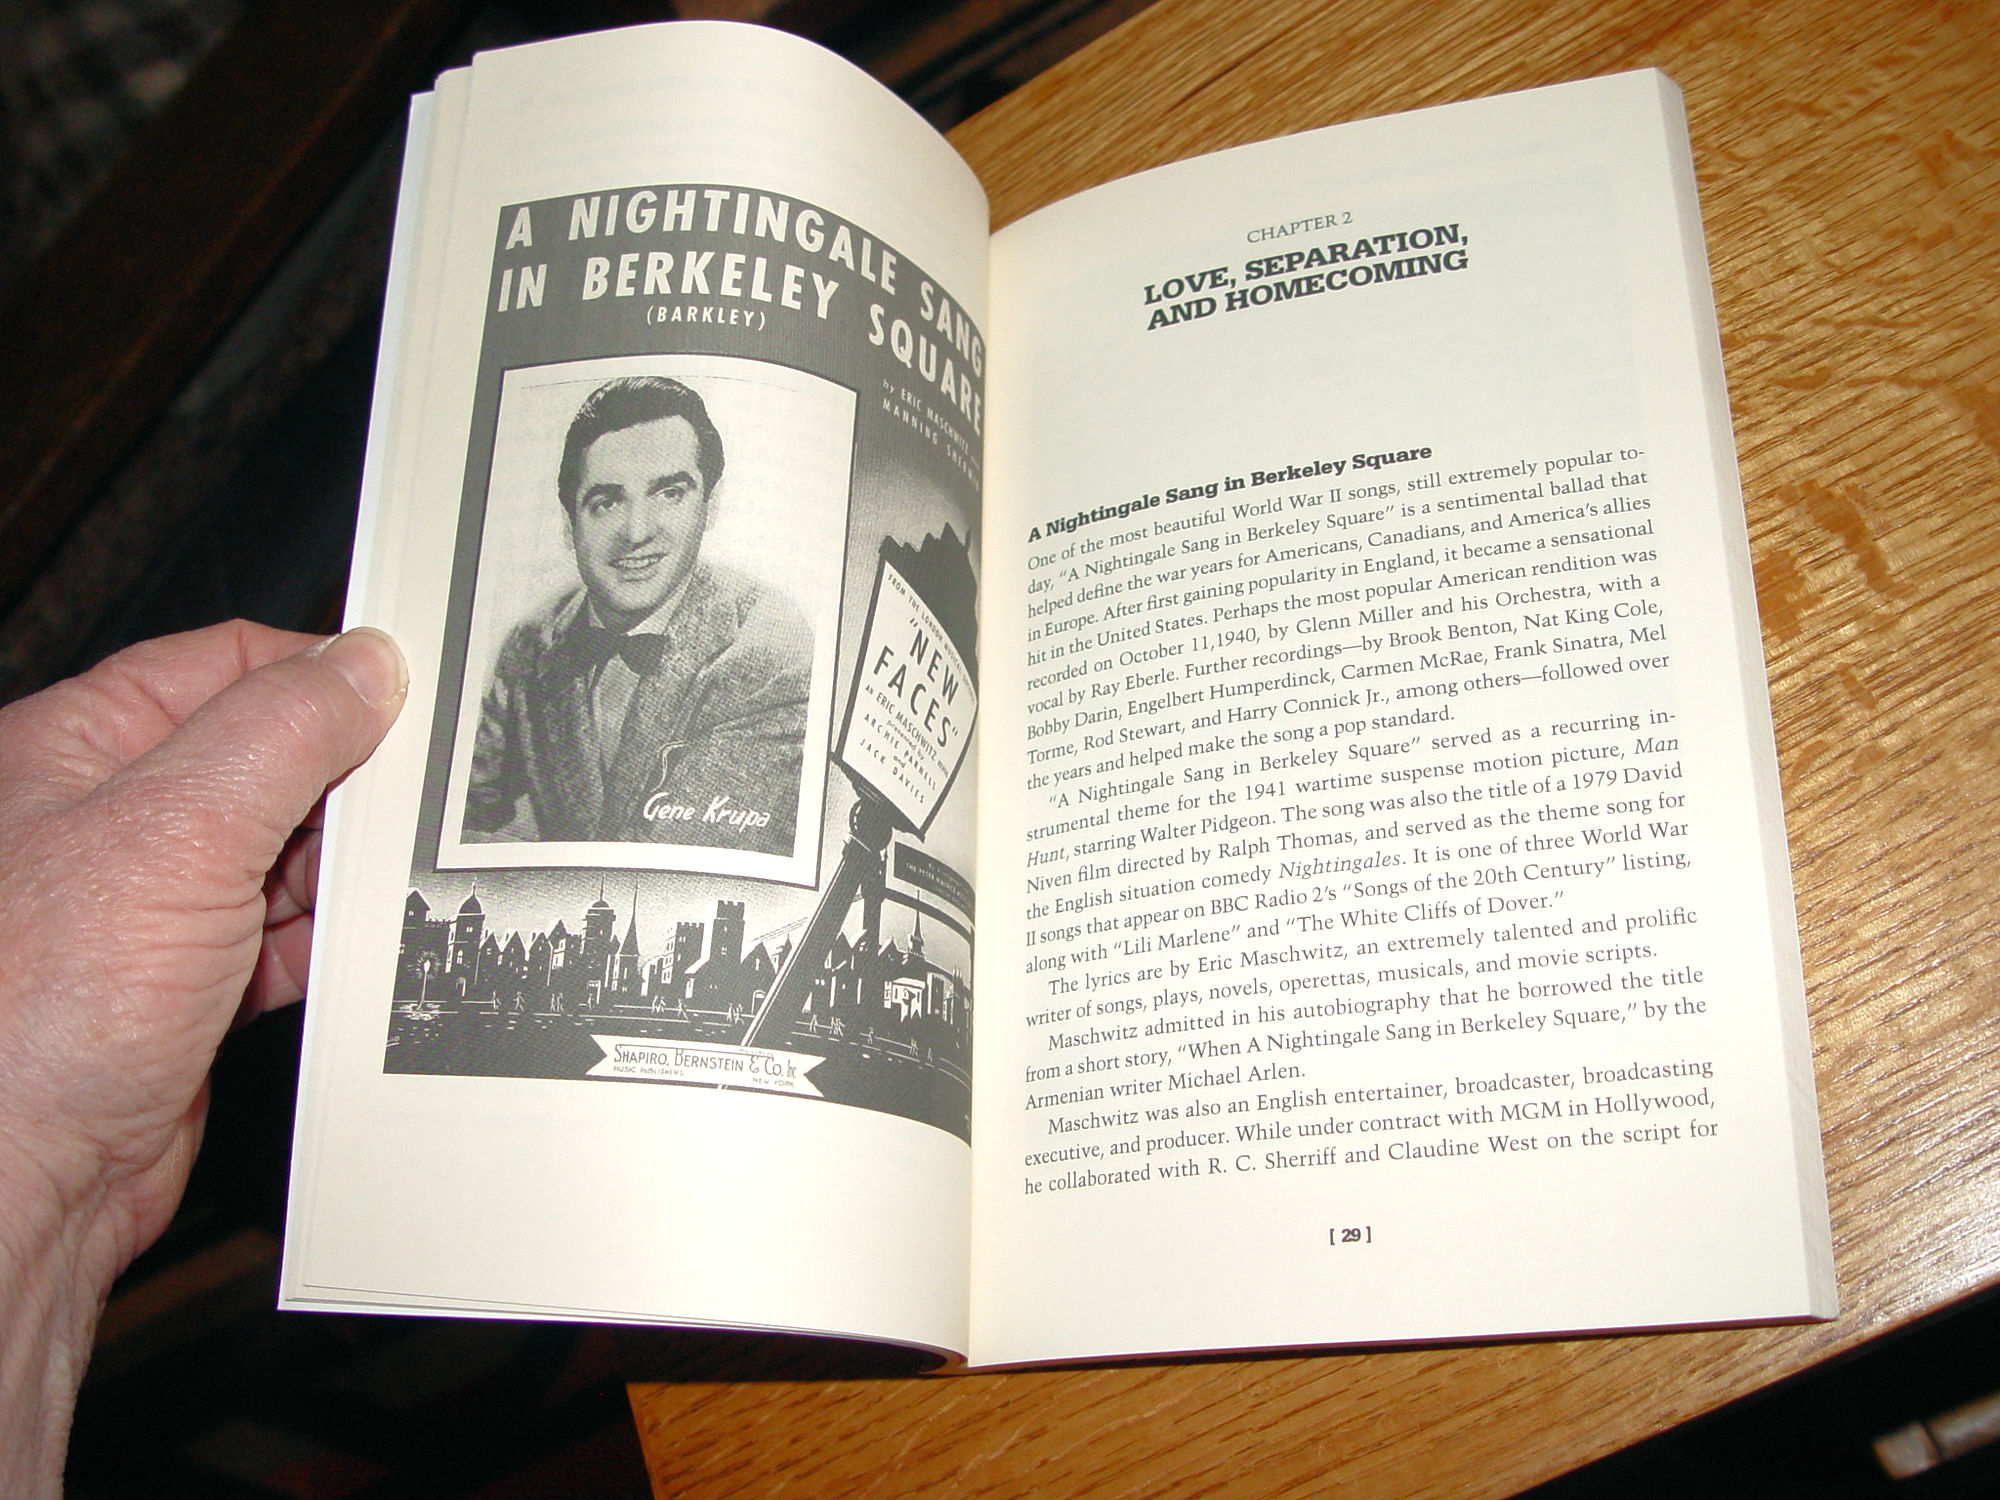 A NIGHTINGALE SANG
IN BERKELEY SQUARE
(BARKLEY)
by ERIC MASCHWITZ and
MANNING SHERWIN
Gene Krupa
FROM THE LONDON MUSICAL
"NEW
FACES"
AN ERIC MASCHWITZ REVUE
presented by
ARCHIE PARNELL
and
JACK DAVIES
THE PETER MAURICE
SHAPIRO, BERNSTEIN & CO. Inc
MUSIC PUBLISHERS
NEW YORK
CHAPTER 2
LOVE, SEPARATION,
AND HOMECOMING
A Nightingale Sang in Berkeley Square
One of the most beautiful World War II songs, still extremely popular to-
day, "A Nightingale Sang in Berkeley Square" is a sentimental ballad that
helped define the war years for Americans, Canadians, and America's allies
in Europe. After first gaining popularity in England, it became a sensational
hit in the United States. Perhaps the most popular American rendition was
recorded on October 11,1940, by Glenn Miller and his Orchestra, with a
vocal by Ray Eberle. Further recordings—by Brook Benton, Nat King Cole,
Bobby Darin, Engelbert Humperdinck, Carmen McRae, Frank Sinatra, Mel
Torme, Rod Stewart, and Harry Connick Jr., among others—followed over
the years and helped make the song a pop standard.
"A Nightingale Sang in Berkeley Square" served as a recurring in-
strumental theme for the 1941 wartime suspense motion picture, Man
Hunt, starring Walter Pidgeon. The song was also the title of a 1979 David
Niven film directed by Ralph Thomas, and served as the theme song for
the English situation comedy Nightingales. It is one of three World War
II songs that appear on BBC Radio 2's "Songs of the 20th Century" listing,
along with "Lili Marlene" and "The White Cliffs of Dover."
The lyrics are by Eric Maschwitz, an extremely talented and prolific
writer of songs, plays, novels, operettas, musicals, and movie scripts.
Maschwitz admitted in his autobiography that he borrowed the title
from a short story, "When A Nightingale Sang in Berkeley Square," by the
Armenian writer Michael Arlen.
Maschwitz was also an English entertainer, broadcaster, broadcasting
executive, and producer. While under contract with MGM in Hollywood,
he collaborated with R. C. Sherriff and Claudine West on the script for
[ 29 ]